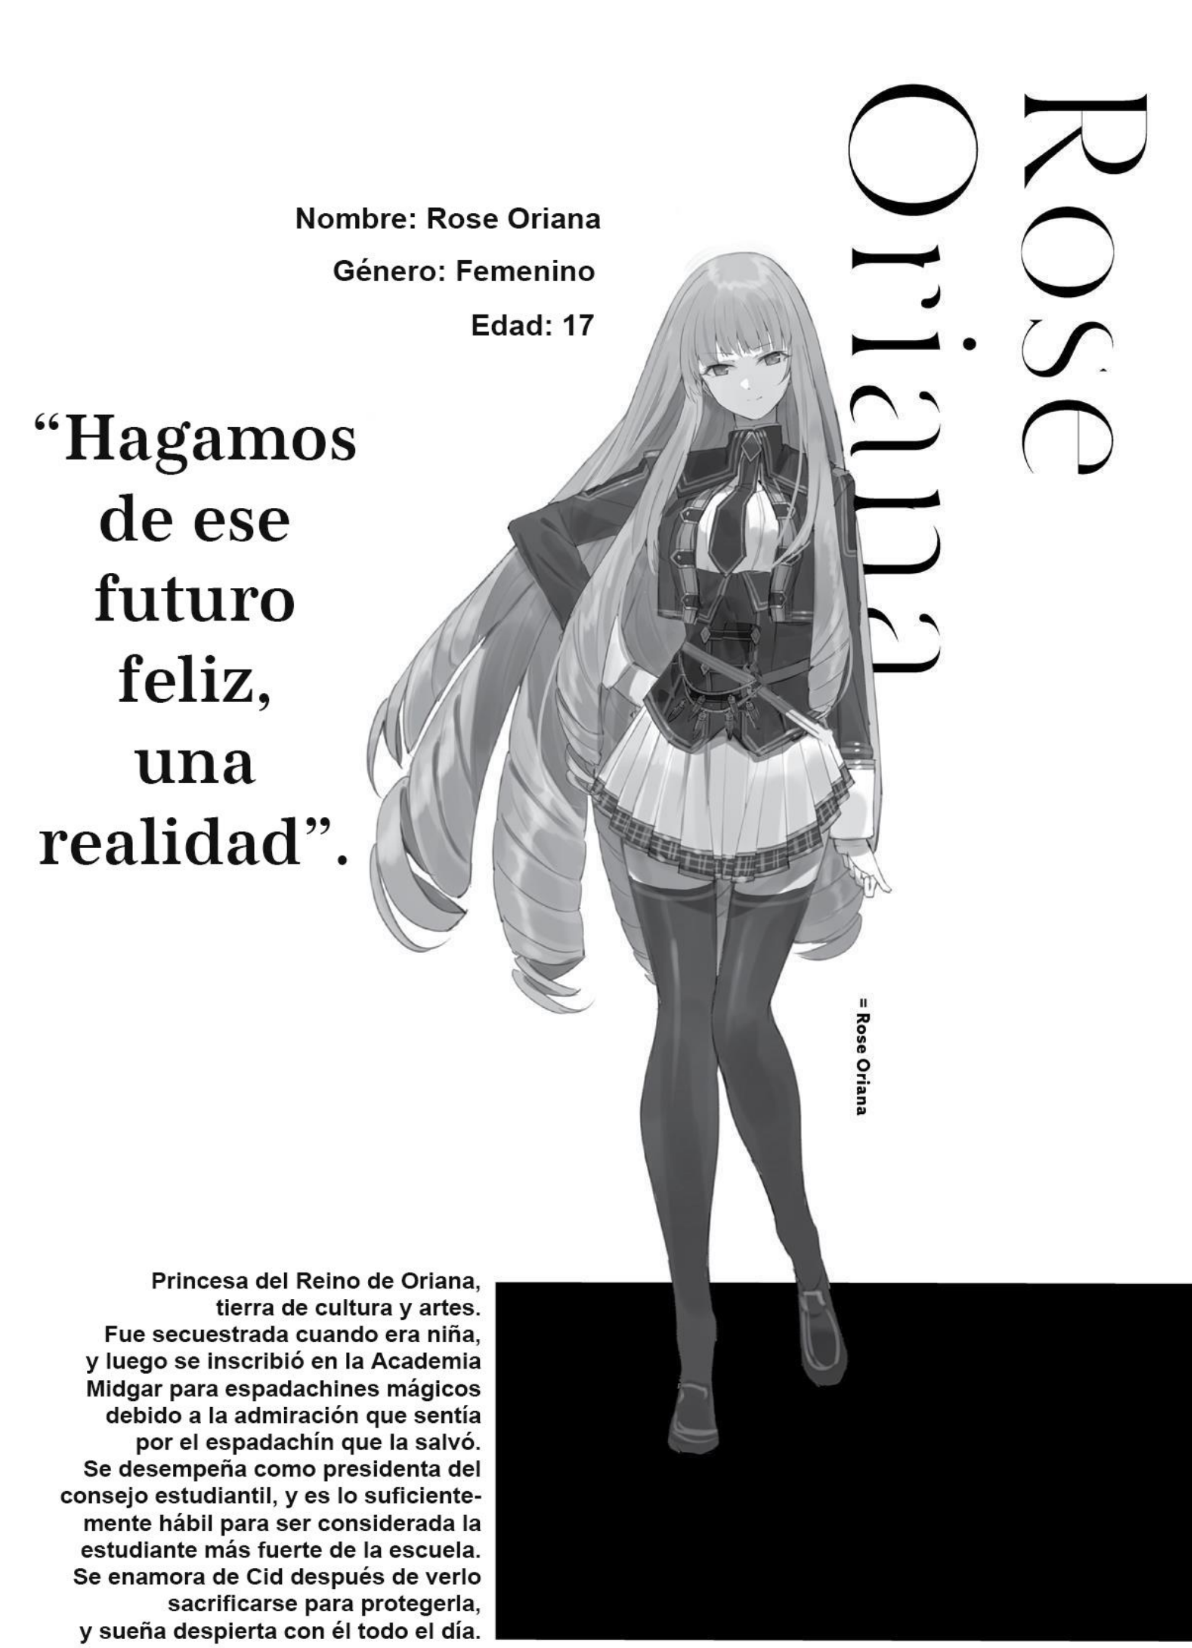 Rose
Oriana
Nombre: Rose Oriana
Género: Femenino
Edad: 17
“Hagamos
de ese
futuro
feliz,
una
realidad”.
= Rose Oriana
Princesa del Reino de Oriana,
tierra de cultura y artes.
Fue secuestrada cuando era niña,
y luego se inscribió en la Academia
Midgar para espadachines mágicos
debido a la admiración que sentía
por el espadachín que la salvó.
Se desempeña como presidenta del
consejo estudiantil, y es lo suficiente-
mente hábil para ser considerada la
estudiante más fuerte de la escuela.
Se enamora de Cid después de verlo
sacrificarse para protegerla,
y sueña despierta con él todo el día.